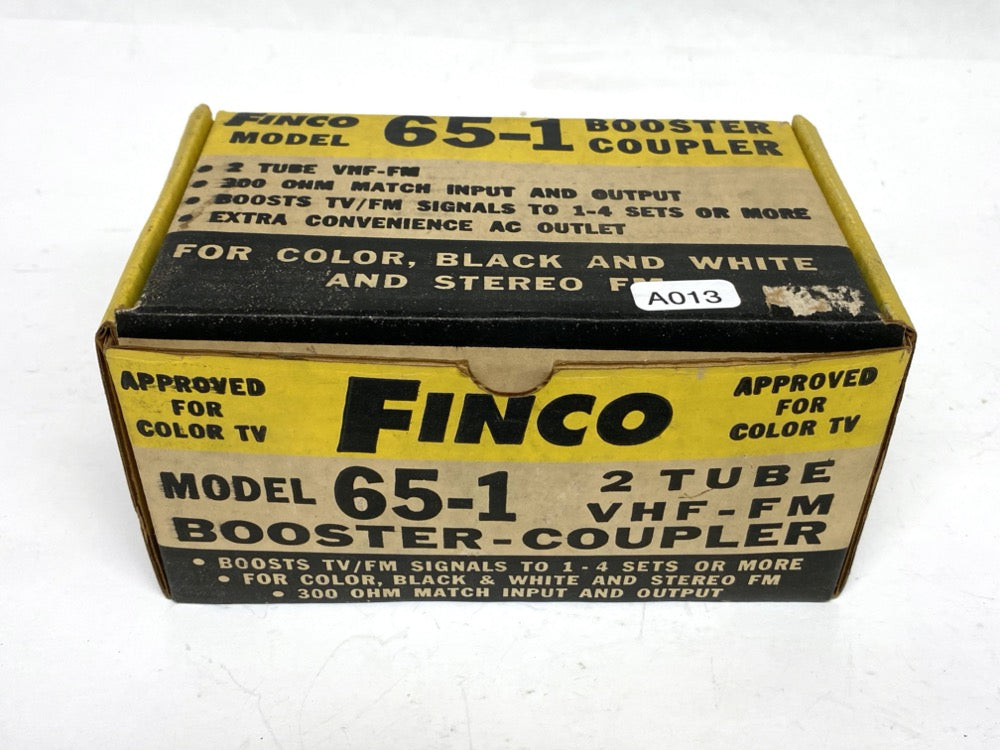 FINCO
MODEL 65-1 BOOSTER COUPLER
• 2 TUBE VHF-FM
• 300 OHM MATCH INPUT AND OUTPUT
• BOOSTS TV/FM SIGNALS TO 1-4 SETS OR MORE
• EXTRA CONVENIENCE AC OUTLET
FOR COLOR, BLACK AND WHITE
AND STEREO
A013
APPROVED FOR COLOR TV
FINCO
APPROVED FOR COLOR TV
MODEL 65-1 2 TUBE VHF-FM
BOOSTER-COUPLER
• BOOSTS TV/FM SIGNALS TO 1-4 SETS OR MORE
• FOR COLOR, BLACK & WHITE AND STEREO FM
• 300 OHM MATCH INPUT AND OUTPUT